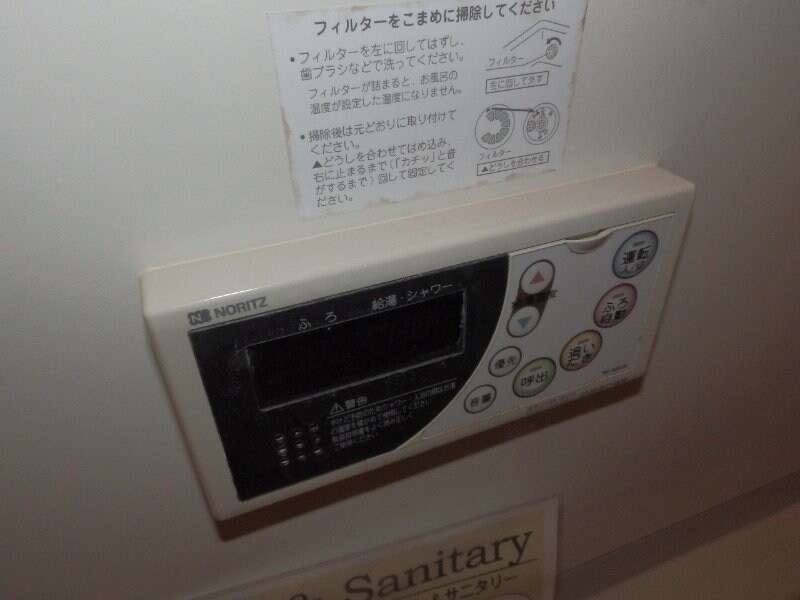 フィルターをこまめに掃除してください
・フィルターを左に回してはずし、
歯ブラシなどで洗ってください。
フィルターが詰まると、お風呂の
温度が設定した温度になりません。
・掃除後は元どおりに取り付けて
ください。
▲どうしを合わせてはめ込み、
右に止まるまで(「カチッ」と音
がするまで)回して固定してく
ださい。
フィルター
左に回して外す
フィルター
▲どうしを合わせる
NORITZ
ふろ
給湯・シャワー
運転
入/切
ふろ
自動
追い
だき
優先
呼出
音量
⚠警告
& Sanitary
サニタリー